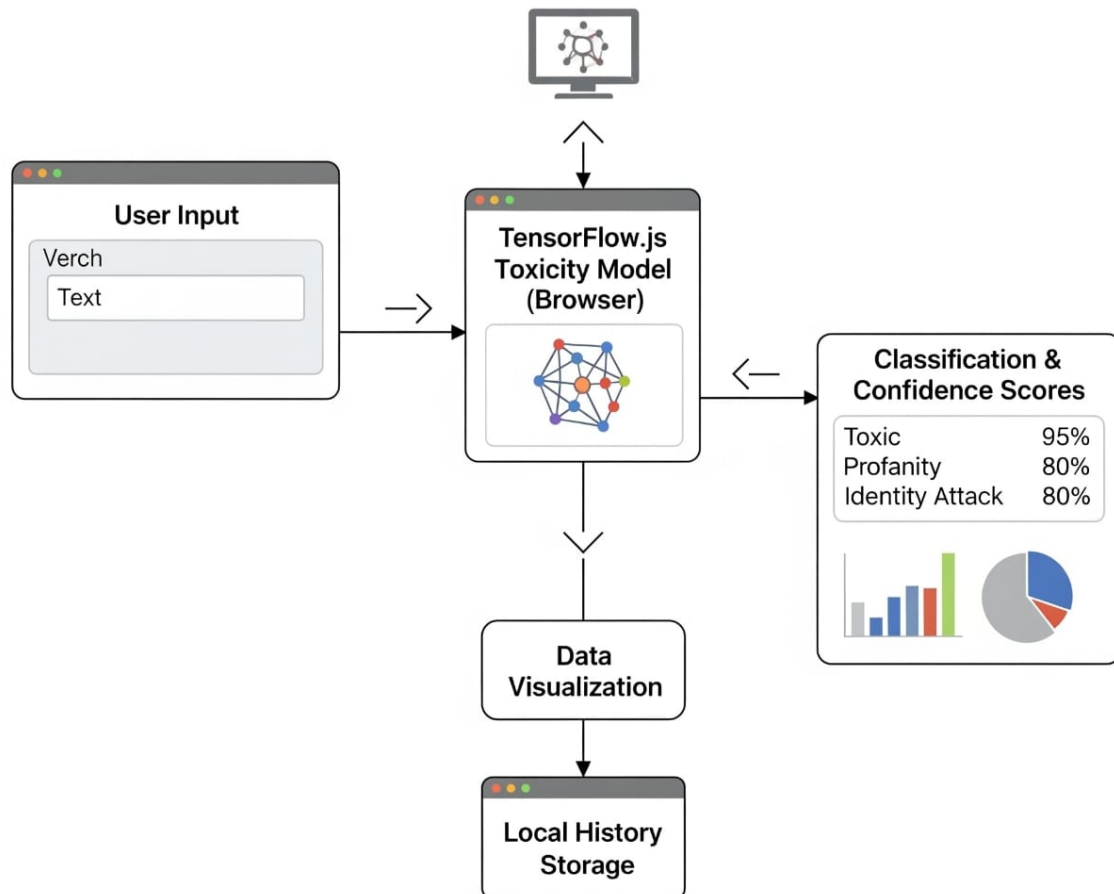 User Input
Verch
Text
TensorFlow.js
Toxicity Model
(Browser)
Classification &
Confidence Scores
Toxic 95%
Profanity 80%
Identity Attack 80%
Data
Visualization
Local History
Storage